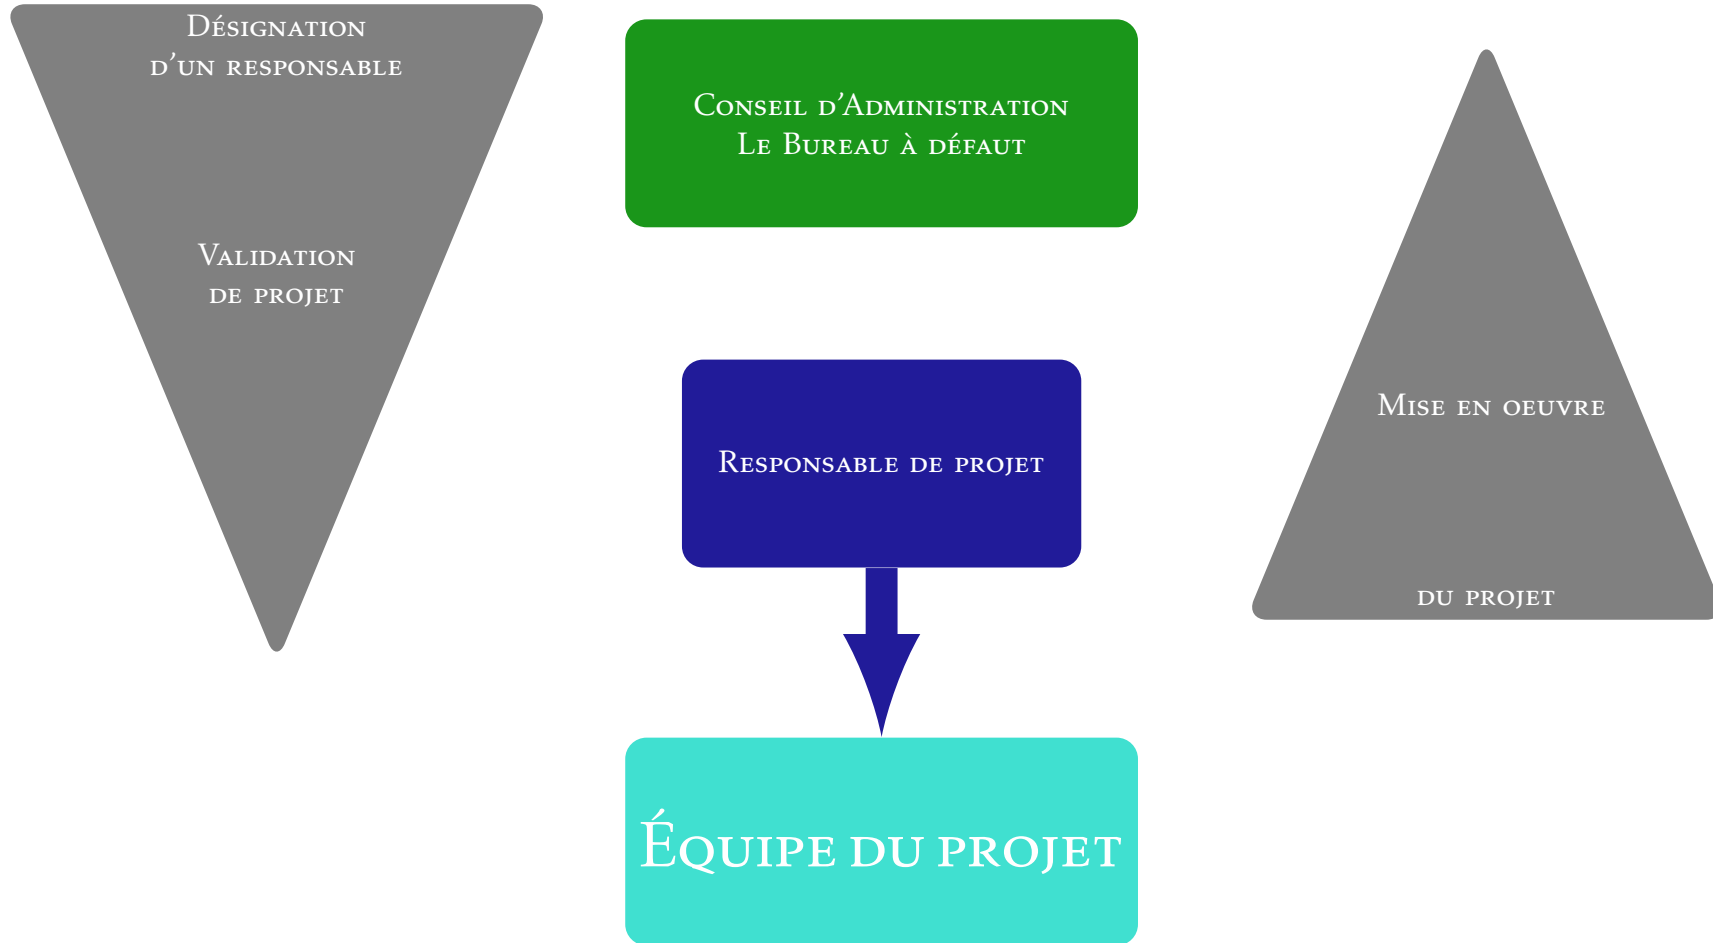 Désignation
d'un responsable
Validation
de projet
Conseil d'Administration
Le Bureau à défaut
Responsable de projet
Équipe du projet
Mise en oeuvre
du projet